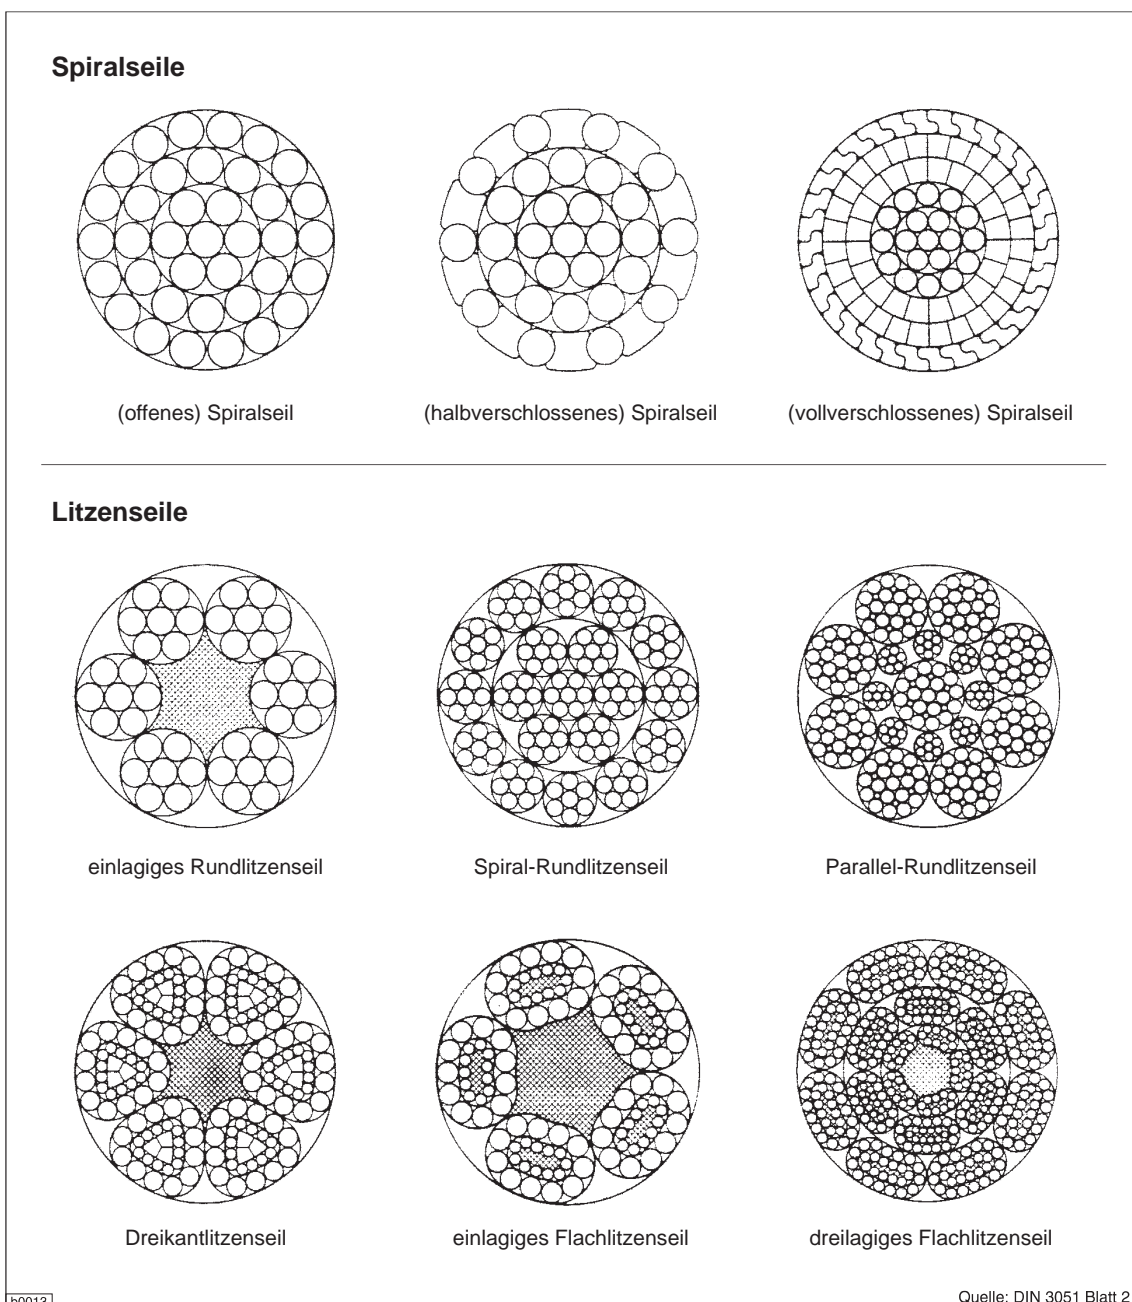 Spiralseile
(offenes) Spiralseil
(halbverschlossenes) Spiralseil
(vollverschlossenes) Spiralseil
Litzenseile
einlagiges Rundlitzenseil
Spiral-Rundlitzenseil
Parallel-Rundlitzenseil
Dreikantlitzenseil
einlagiges Flachlitzenseil
dreilagiges Flachlitzenseil
b0013
Quelle: DIN 3051 Blatt 2